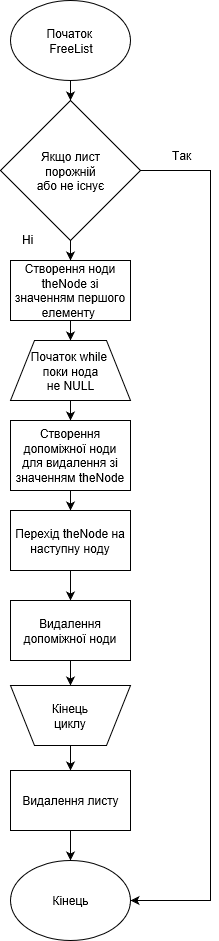 Початок
FreeList
Якщо лист
порожній
або не існує
Так
Ні
Створення ноди
theNode зі
значенням першого
елементу
Початок while
поки нода
не NULL
Створення
допоміжної ноди
для видалення зі
значенням theNode
Перехід theNode на
наступну ноду
Видалення
допоміжної ноди
Кінець
циклу
Видалення листу
Кінець